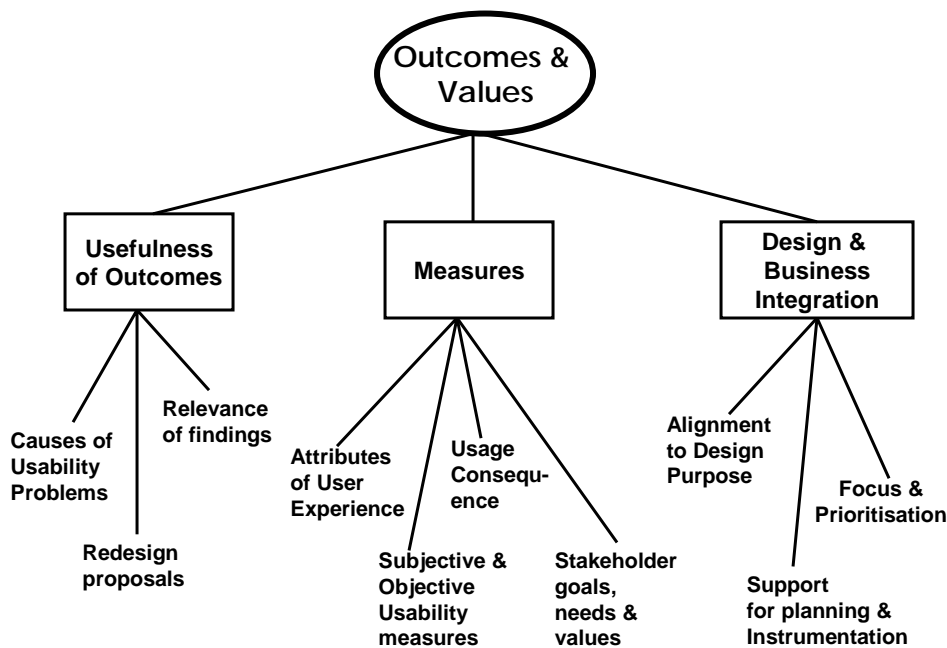 Outcomes &
Values
Usefulness
of Outcomes
Measures
Design &
Business
Integration
Causes of
Usability
Problems
Redesign
proposals
Relevance
of findings
Attributes
of User
Experience
Subjective &
Objective
Usability
measures
Usage
Consequ-
ence
Stakeholder
goals,
needs &
values
Alignment
to Design
Purpose
Support
for planning &
Instrumentation
Focus &
Prioritisation